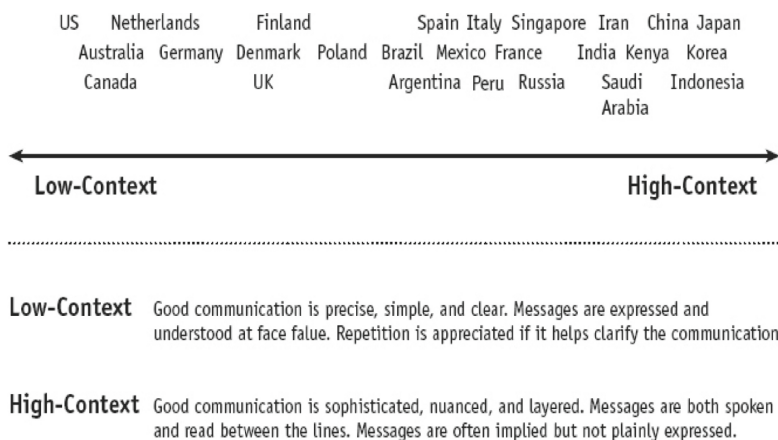 US Netherlands Finland Spain Italy Singapore Iran China Japan
Australia Germany Denmark Poland Brazil Mexico France India Kenya Korea
Canada UK Argentina Peru Russia Saudi Indonesia
Arabia
Low-Context High-Context
Low-Context Good communication is precise, simple, and clear. Messages are expressed and
understood at face falue. Repetition is appreciated if it helps clarify the communication
High-Context Good communication is sophisticated, nuanced, and layered. Messages are both spoken
and read between the lines. Messages are often implied but not plainly expressed.